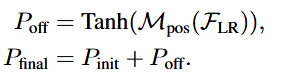 P_off = Tanh(ℳ_pos(ℱ_LR)),
P_final = P_init + P_off.